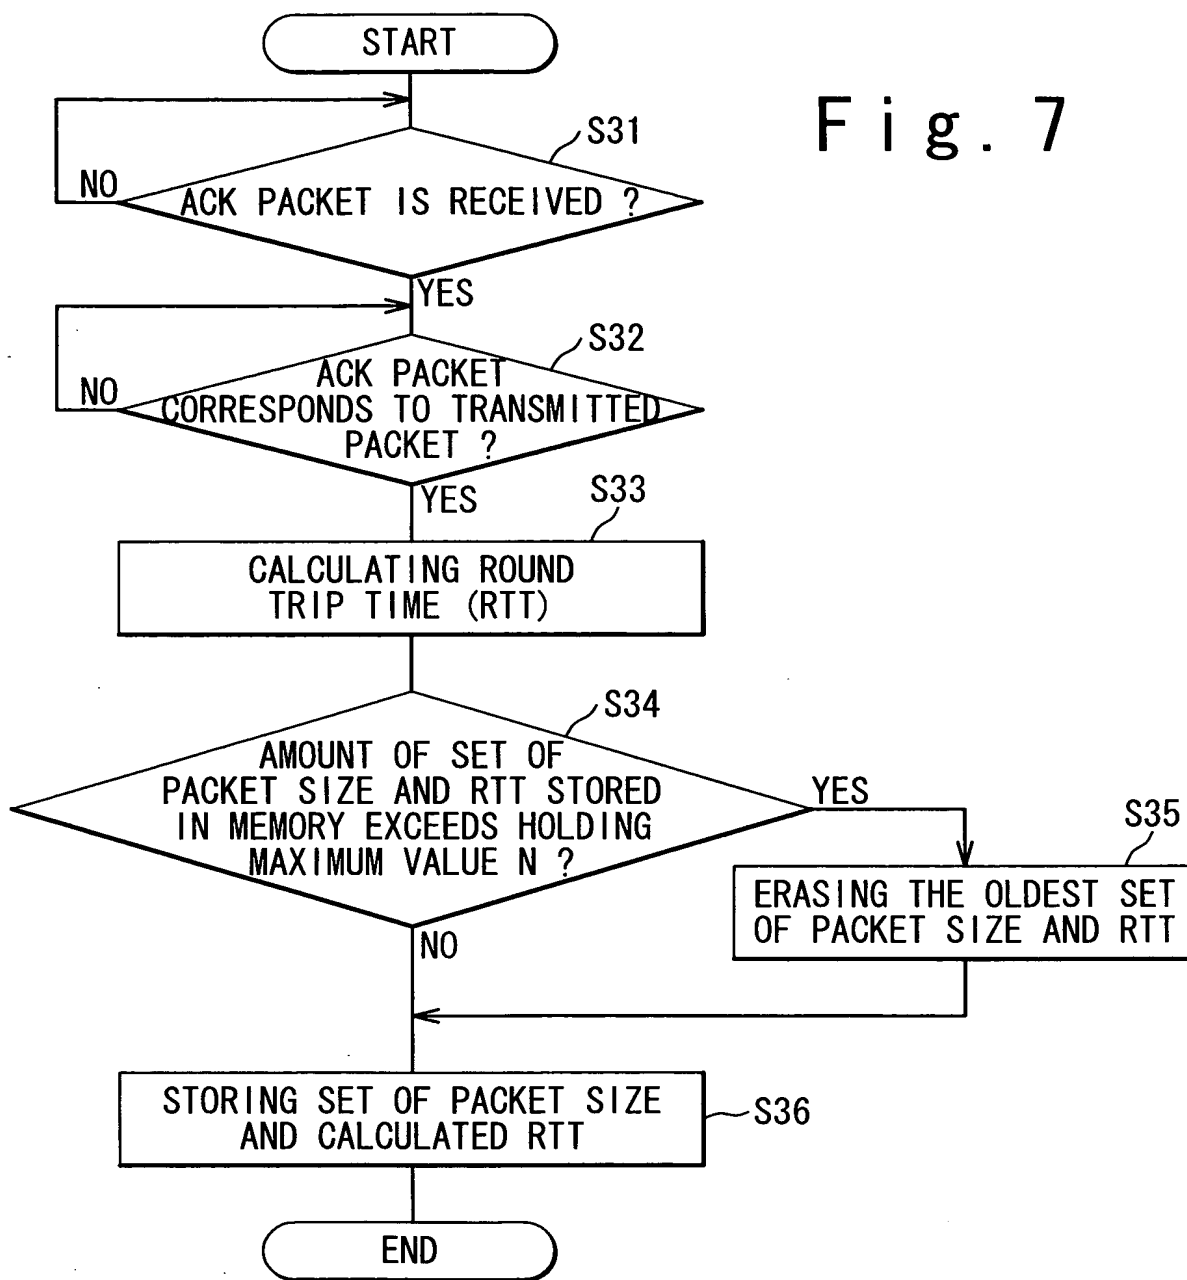 START
Fig. 7
S31
NO
ACK PACKET IS RECEIVED ?
YES
S32
NO
ACK PACKET
CORRESPONDS TO TRANSMITTED
PACKET ?
YES
S33
CALCULATING ROUND
TRIP TIME (RTT)
S34
AMOUNT OF SET OF
PACKET SIZE AND RTT STORED
IN MEMORY EXCEEDS HOLDING
MAXIMUM VALUE N ?
YES
S35
ERASING THE OLDEST SET
OF PACKET SIZE AND RTT
NO
STORING SET OF PACKET SIZE
AND CALCULATED RTT
S36
END